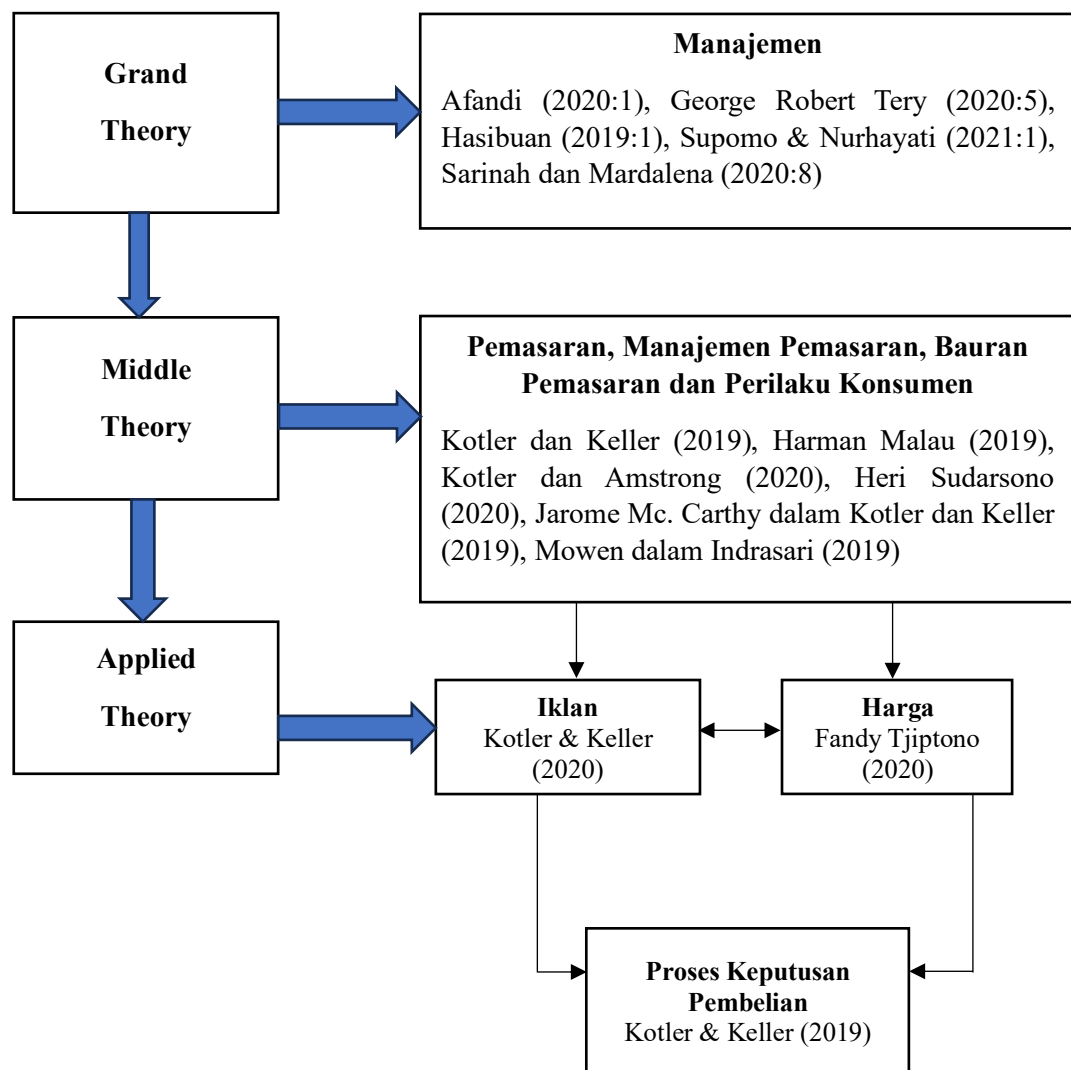 Grand
Theory
Manajemen
Afandi (2020:1), George Robert Tery (2020:5),
Hasibuan (2019:1), Supomo & Nurhayati (2021:1),
Sarinah dan Mardalena (2020:8)
Middle
Theory
Pemasaran, Manajemen Pemasaran, Bauran
Pemasaran dan Perilaku Konsumen
Kotler dan Keller (2019), Harman Malau (2019),
Kotler dan Amstrong (2020), Heri Sudarsono
(2020), Jarome Mc. Carthy dalam Kotler dan Keller
(2019), Mowen dalam Indrasari (2019)
Applied
Theory
Iklan
Kotler & Keller
(2020)
Harga
Fandy Tjiptono
(2020)
Proses Keputusan
Pembelian
Kotler & Keller (2019)